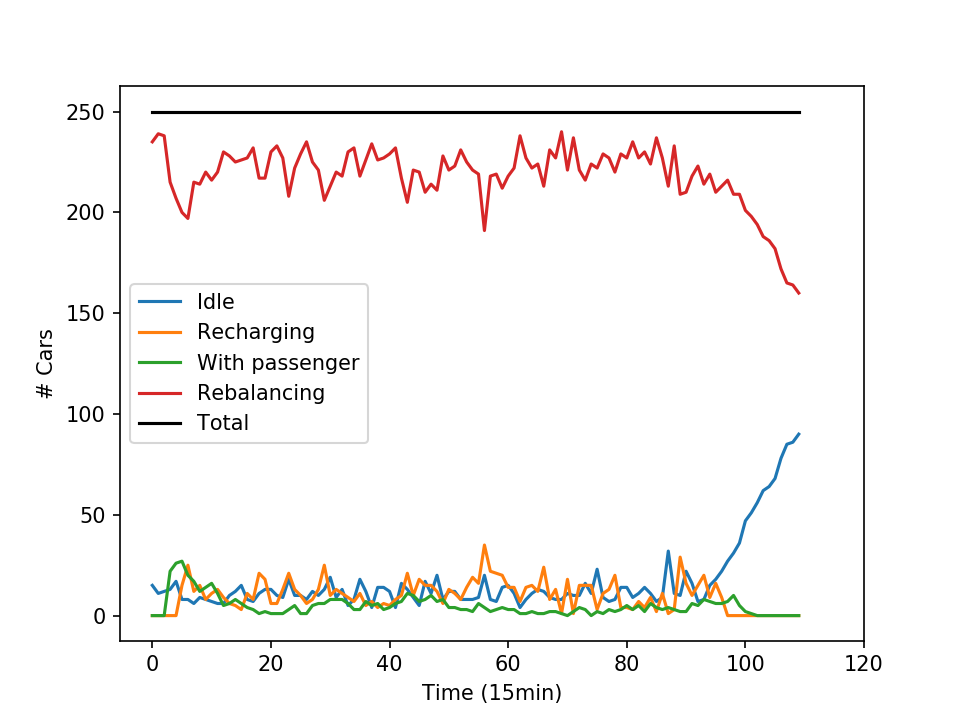 250
200
150
100
50
0
# Cars
Idle
Recharging
With passenger
Rebalancing
Total
0 20 40 60 80 100 120
Time (15min)